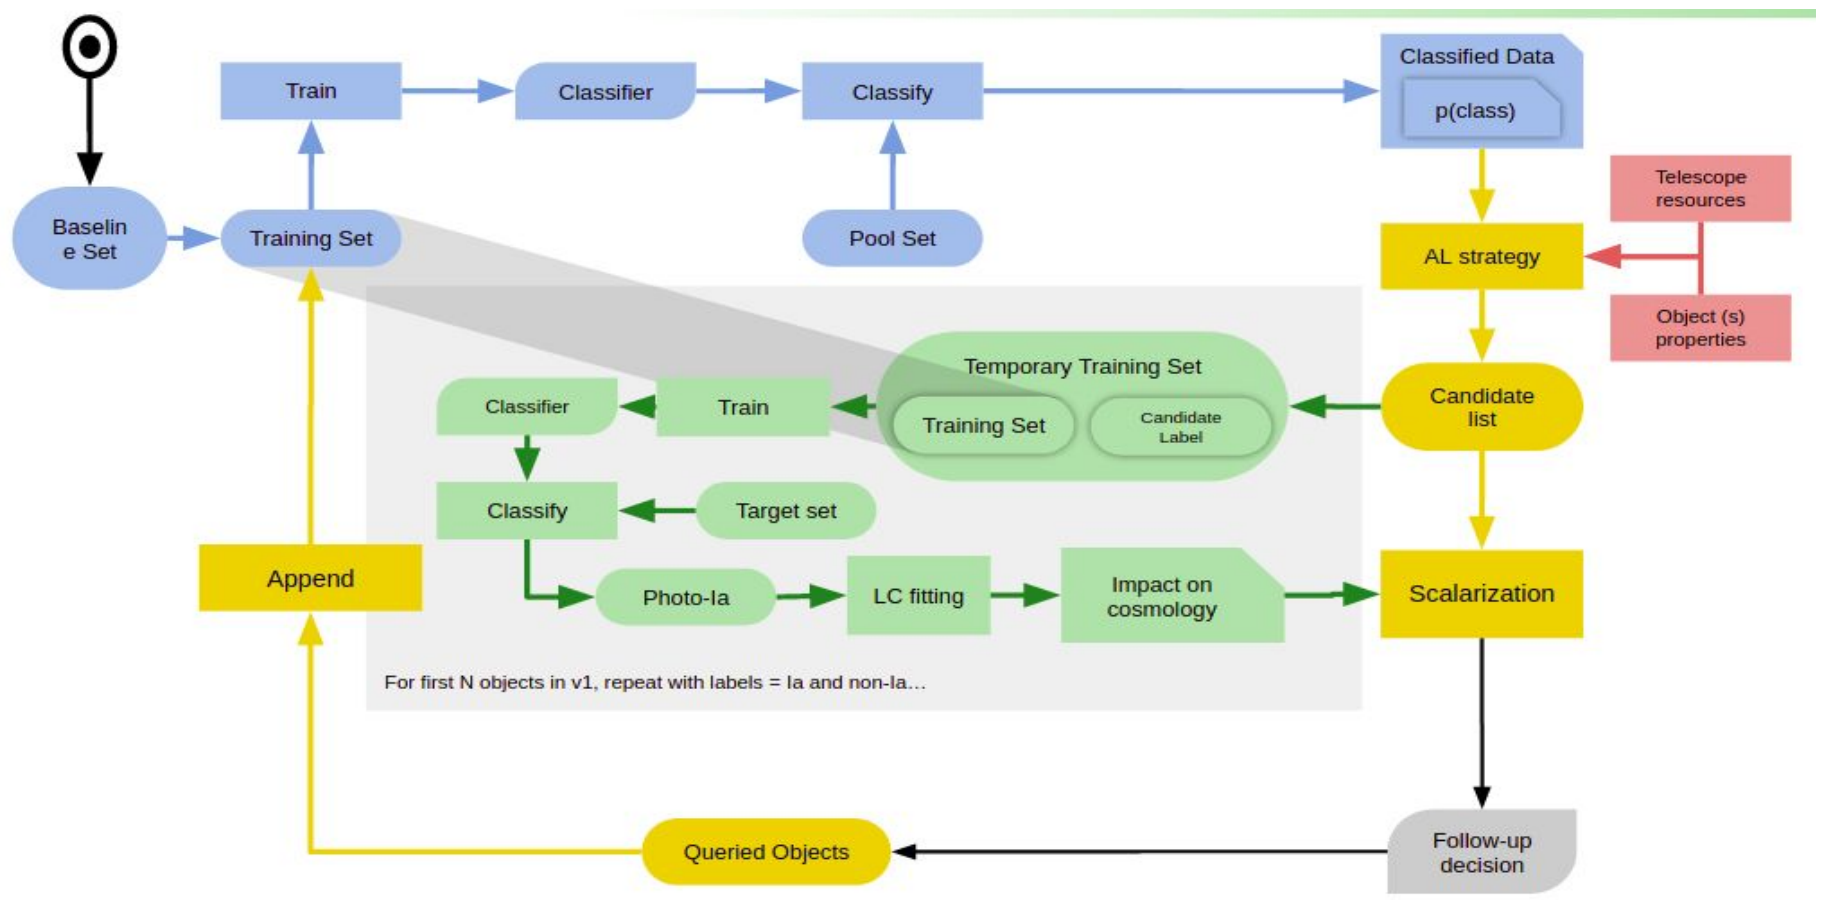 Train
Classifier
Classify
Classified Data
p(class)
Telescope
resources
Baselin
e Set
Training Set
Pool Set
AL strategy
Object (s)
properties
Temporary Training Set
Training Set
Candidate
Label
Candidate
list
Train
Classifier
Classify
Target set
Photo-Ia
LC fitting
Impact on
cosmology
Scalarization
Append
For first N objects in v1, repeat with labels = Ia and non-Ia…
Queried Objects
Follow-up
decision